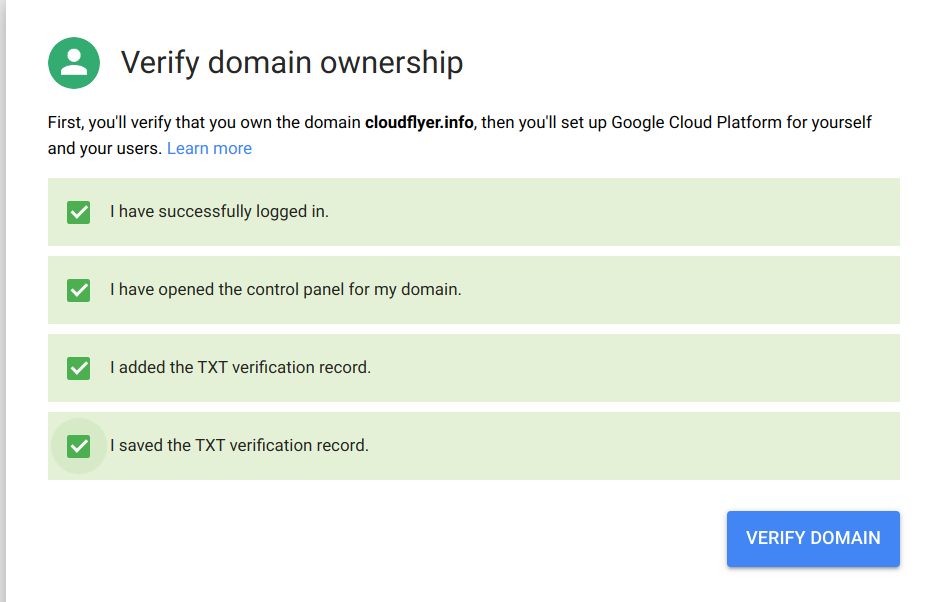 Verify domain ownership
First, you'll verify that you own the domain cloudflyer.info, then you'll set up Google Cloud Platform for yourself
and your users. Learn more
I have successfully logged in.
I have opened the control panel for my domain.
I added the TXT verification record.
I saved the TXT verification record.
VERIFY DOMAIN